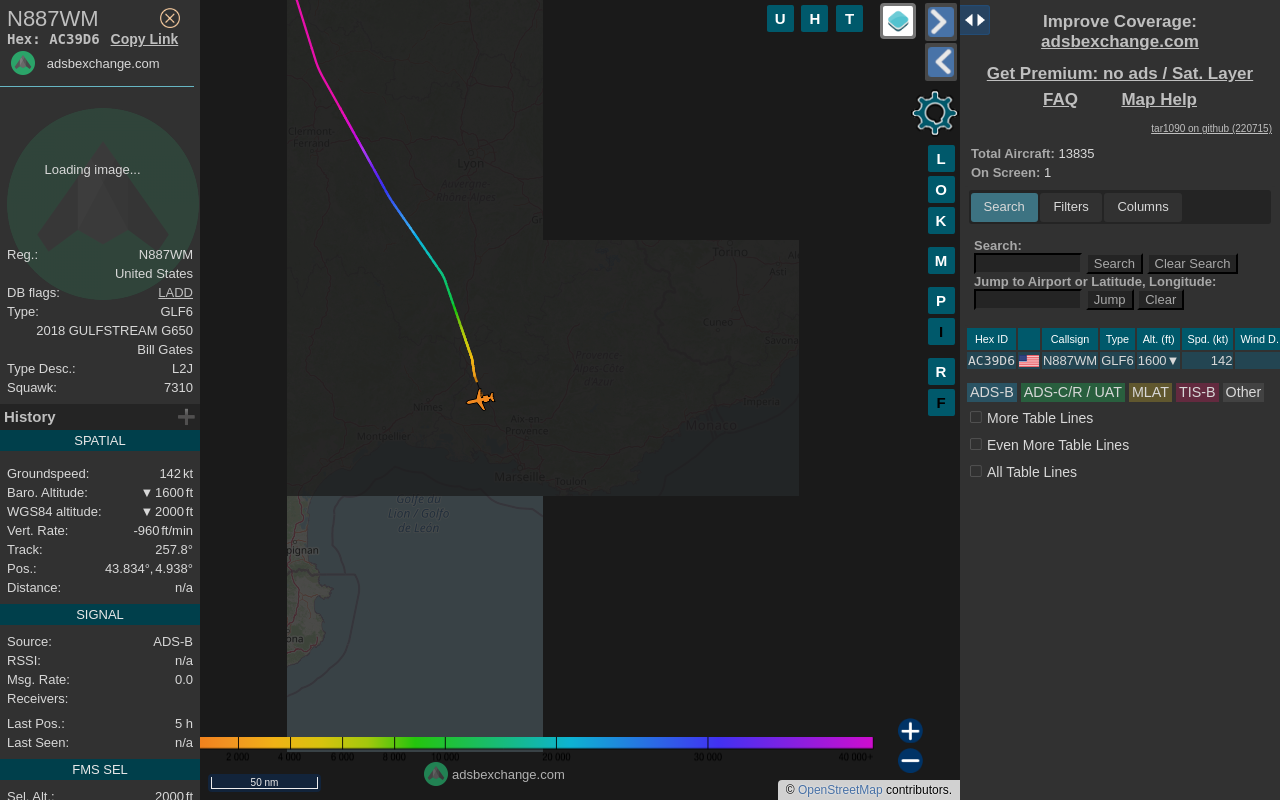 N887WM
Hex: AC39D6 Copy Link
adsbexchange.com
Loading image...
Reg.: N887WM
United States
DB flags: LADD
Type: GLF6
2018 GULFSTREAM G650
Bill Gates
Type Desc.: L2J
Squawk: 7310
History
SPATIAL
Groundspeed: 142 kt
Baro. Altitude: ▼ 1600 ft
WGS84 altitude: ▼ 2000 ft
Vert. Rate: -960 ft/min
Track: 257.8°
Pos.: 43.834°, 4.938°
Distance: n/a
SIGNAL
Source: ADS-B
RSSI: n/a
Msg. Rate: 0.0
Receivers:
Last Pos.: 5 h
Last Seen: n/a
FMS SEL
Sel. Alt.: 2000 ft
U H T
L
O
K
M
P
I
R
F
Clermont-
Ferrand
Lyon
Auvergne-
Rhône-Alpes
Torino
Asti
Cuneo
Savona
Provence-
Alpes-Côte
d'Azur
Imperia
Nîmes
Aix-en-
Provence
Monaco
Montpellier
Marseille
Toulon
Golfe du
Lion / Golfo
de León
pignan
ona
2 000 4 000 6 000 8 000 10 000 20 000 30 000 40 000+
50 nm
adsbexchange.com
© OpenStreetMap contributors.
Improve Coverage:
adsbexchange.com
Get Premium: no ads / Sat. Layer
FAQ Map Help
tar1090 on github (220715)
Total Aircraft: 13835
On Screen: 1
Search Filters Columns
Search:
Search Clear Search
Jump to Airport or Latitude, Longitude:
Jump Clear
Hex ID Callsign Type Alt. (ft) Spd. (kt) Wind D.
AC39D6 N887WM GLF6 1600▼ 142
ADS-B ADS-C/R / UAT MLAT TIS-B Other
More Table Lines
Even More Table Lines
All Table Lines